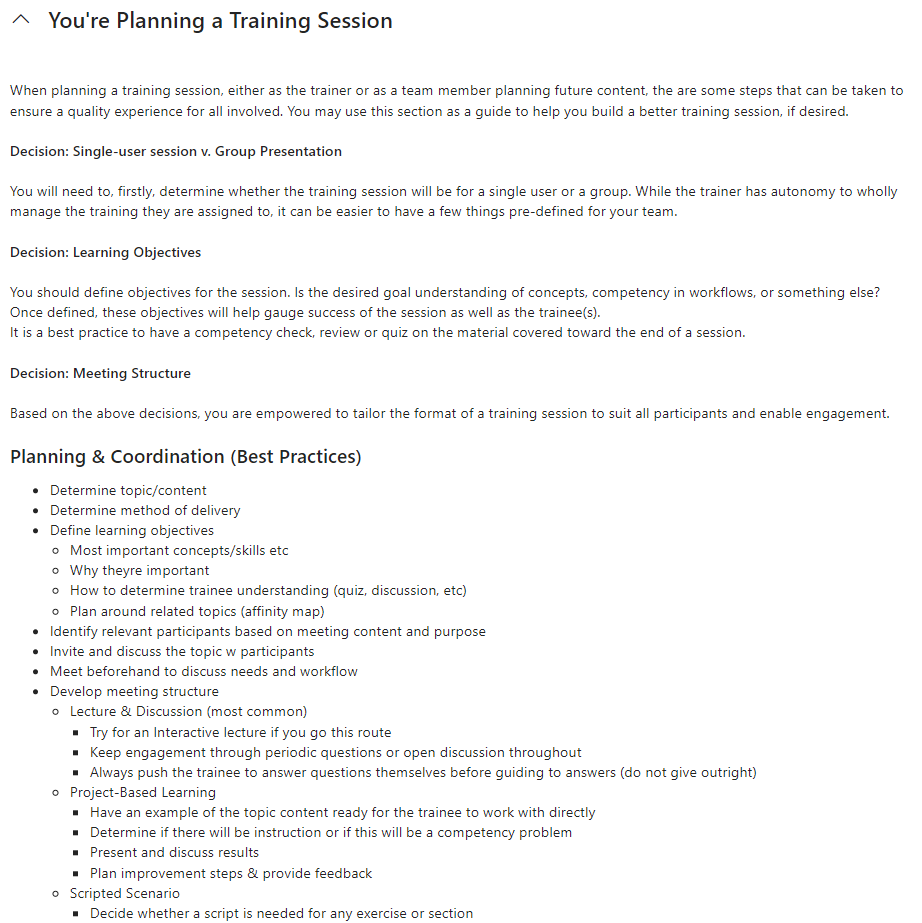 You're Planning a Training Session
When planning a training session, either as the trainer or as a team member planning future content, the are some steps that can be taken to
ensure a quality experience for all involved. You may use this section as a guide to help you build a better training session, if desired.
Decision: Single-user session v. Group Presentation
You will need to, firstly, determine whether the training session will be for a single user or a group. While the trainer has autonomy to wholly
manage the training they are assigned to, it can be easier to have a few things pre-defined for your team.
Decision: Learning Objectives
You should define objectives for the session. Is the desired goal understanding of concepts, competency in workflows, or something else?
Once defined, these objectives will help gauge success of the session as well as the trainee(s).
It is a best practice to have a competency check, review or quiz on the material covered toward the end of a session.
Decision: Meeting Structure
Based on the above decisions, you are empowered to tailor the format of a training session to suit all participants and enable engagement.
Planning & Coordination (Best Practices)
• Determine topic/content
• Determine method of delivery
• Define learning objectives
◦ Most important concepts/skills etc
◦ Why theyre important
◦ How to determine trainee understanding (quiz, discussion, etc)
◦ Plan around related topics (affinity map)
• Identify relevant participants based on meeting content and purpose
• Invite and discuss the topic w participants
• Meet beforehand to discuss needs and workflow
• Develop meeting structure
◦ Lecture & Discussion (most common)
▪ Try for an Interactive lecture if you go this route
▪ Keep engagement through periodic questions or open discussion throughout
▪ Always push the trainee to answer questions themselves before guiding to answers (do not give outright)
◦ Project-Based Learning
▪ Have an example of the topic content ready for the trainee to work with directly
▪ Determine if there will be instruction or if this will be a competency problem
▪ Present and discuss results
▪ Plan improvement steps & provide feedback
◦ Scripted Scenario
▪ Decide whether a script is needed for any exercise or section